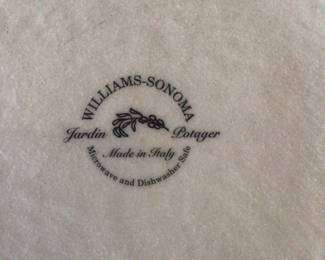 WILLIAMS-SONOMA
Jardin Potager
Made in Italy
Microwave and Dishwasher Safe